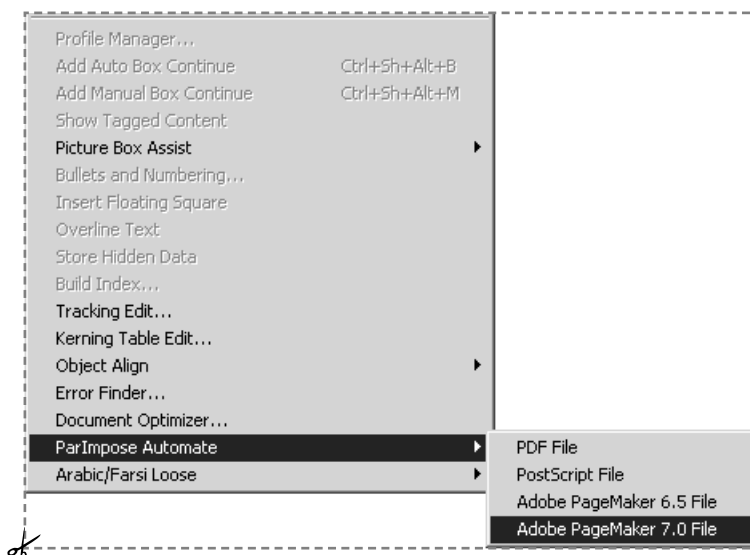 Profile Manager...
Add Auto Box Continue Ctrl+Sh+Alt+B
Add Manual Box Continue Ctrl+Sh+Alt+M
Show Tagged Content
Picture Box Assist
Bullets and Numbering...
Insert Floating Square
Overline Text
Store Hidden Data
Build Index...
Tracking Edit...
Kerning Table Edit...
Object Align
Error Finder...
Document Optimizer...
ParImpose Automate
Arabic/Farsi Loose
PDF File
PostScript File
Adobe PageMaker 6.5 File
Adobe PageMaker 7.0 File